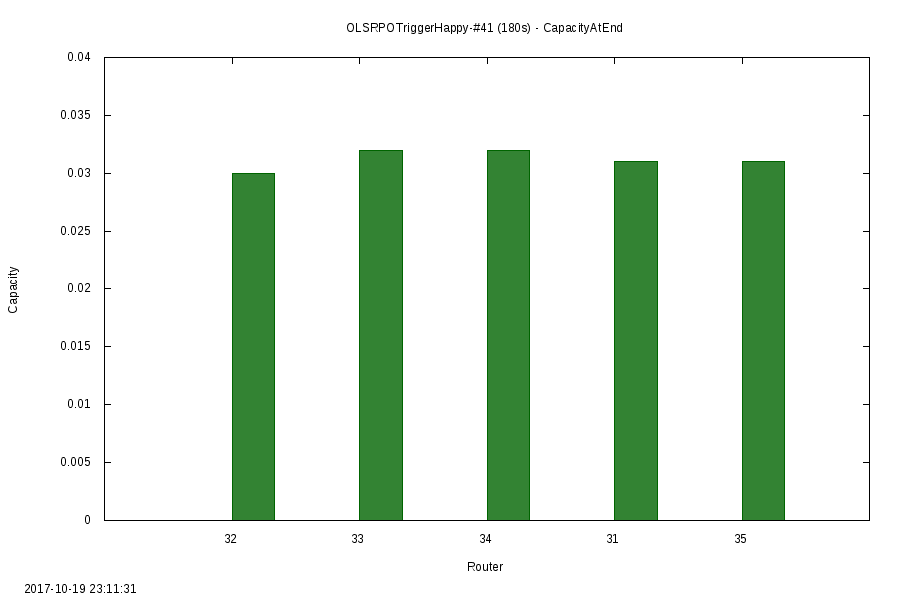 OLSRPOTriggerHappy-#41 (180s) - CapacityAtEnd
0.04
0.035
0.03
0.025
0.02
0.015
0.01
0.005
0
Capacity
32 33 34 31 35
Router
2017-10-19 23:11:31